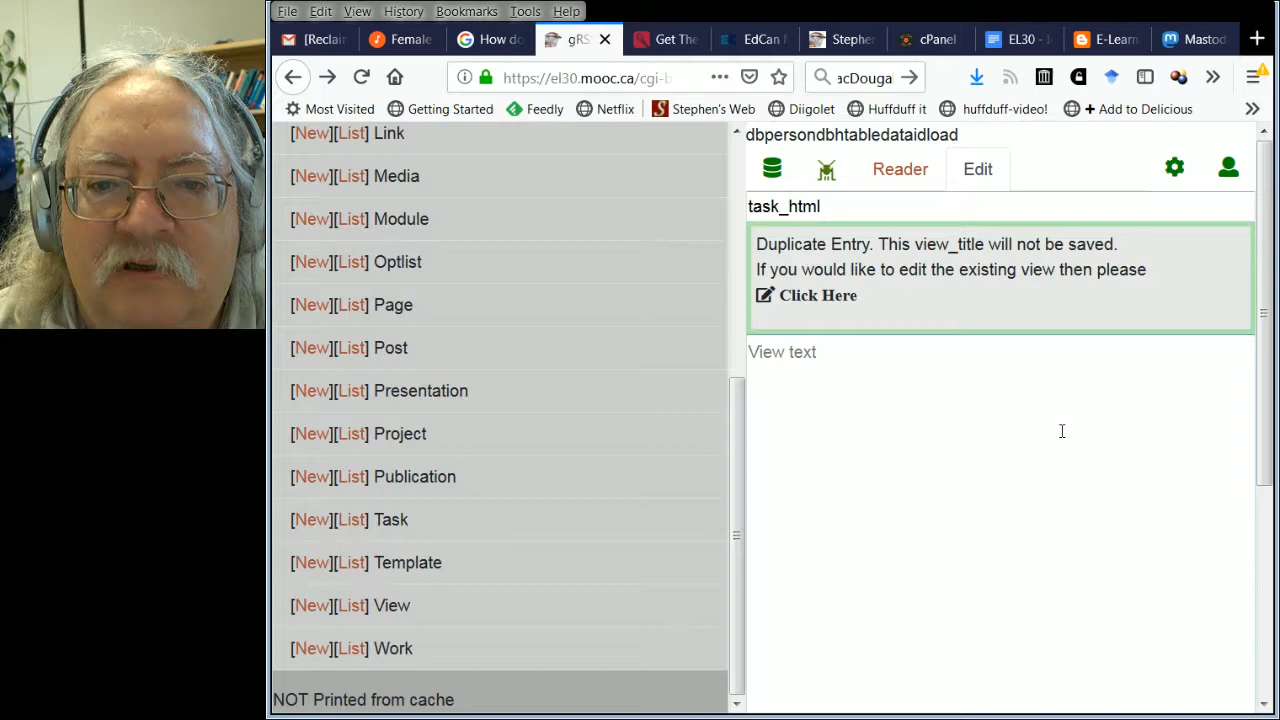 File Edit View History Bookmarks Tools Help
[Reclain Female How do gRS Get The EdCan N Stephe cPanel EL30 - E-Learn Mastod
https://el30.mooc.ca/cgi-b acDouga
Most Visited Getting Started Feedly Netflix Stephen's Web Diigolet Huffduff it huffduff-video! + Add to Delicious
[New][List] Link
[New][List] Media
[New][List] Module
[New][List] Optlist
[New][List] Page
[New][List] Post
[New][List] Presentation
[New][List] Project
[New][List] Publication
[New][List] Task
[New][List] Template
[New][List] View
[New][List] Work
NOT Printed from cache
dbpersondbhtabledataidload
Reader Edit
task_html
Duplicate Entry. This view_title will not be saved.
If you would like to edit the existing view then please
Click Here
View text